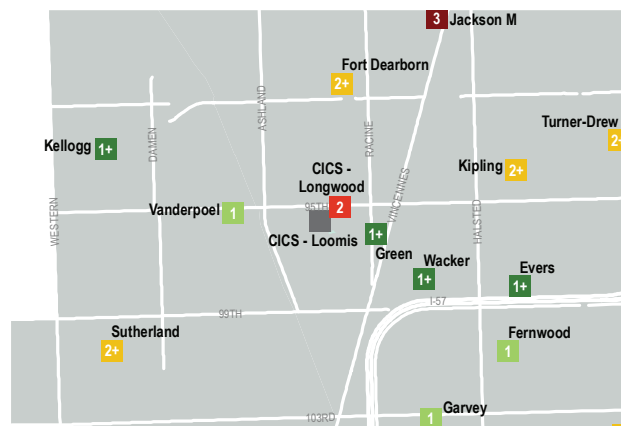 3 Jackson M
Fort Dearborn
2+
ASHLAND
DAMEN
RACINE
Turner-Drew
2+
Kellogg 1+
CICS -
Longwood
Kipling 2+
VINCENNES
WESTERN
HALSTED
Vanderpoel 1
95TH
2
CICS - Loomis
1+
Green
Wacker
1+
Evers
1+
I-57
99TH
Sutherland
2+
Fernwood
1
103RD
1
Garvey